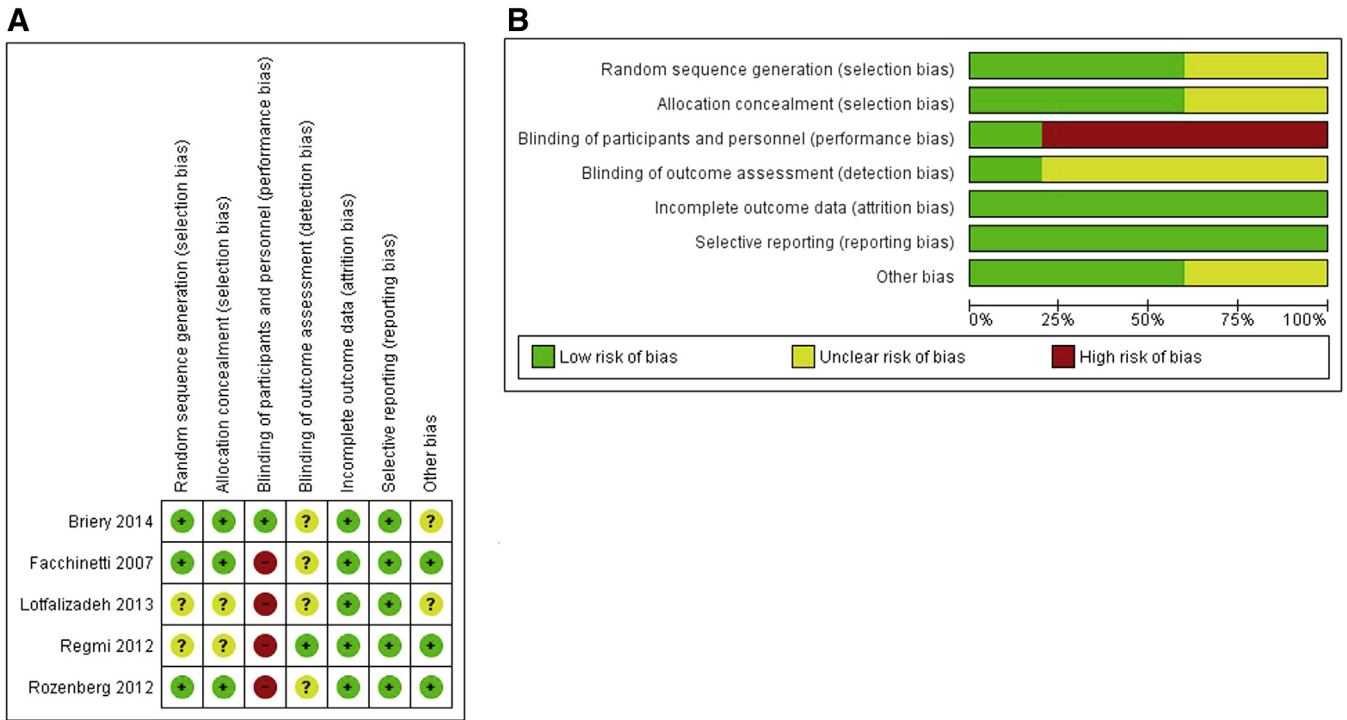 A
Random sequence generation (selection bias)
Allocation concealment (selection bias)
Blinding of participants and personnel (performance bias)
Blinding of outcome assessment (detection bias)
Incomplete outcome data (attrition bias)
Selective reporting (reporting bias)
Other bias
Briery 2014 + + + ? + + ?
Facchinetti 2007 + + - ? + + +
Lotfalizadeh 2013 ? ? - ? + + ?
Regmi 2012 ? ? - + + + +
Rozenberg 2012 + + - ? + + +
B
Random sequence generation (selection bias)
Allocation concealment (selection bias)
Blinding of participants and personnel (performance bias)
Blinding of outcome assessment (detection bias)
Incomplete outcome data (attrition bias)
Selective reporting (reporting bias)
Other bias
0% 25% 50% 75% 100%
Low risk of bias Unclear risk of bias High risk of bias